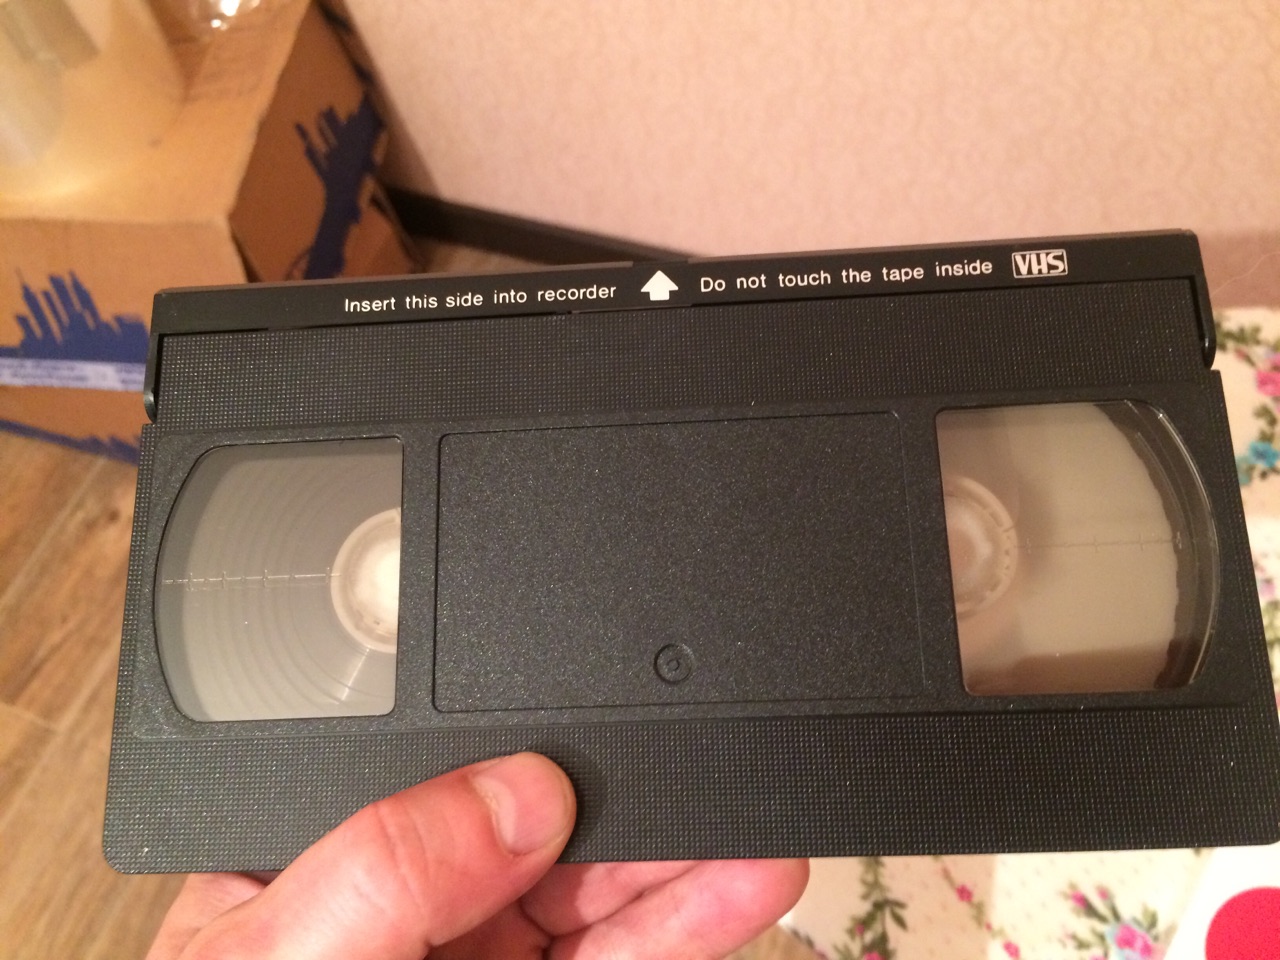 Insert this side into recorder
Do not touch the tape inside
VHS